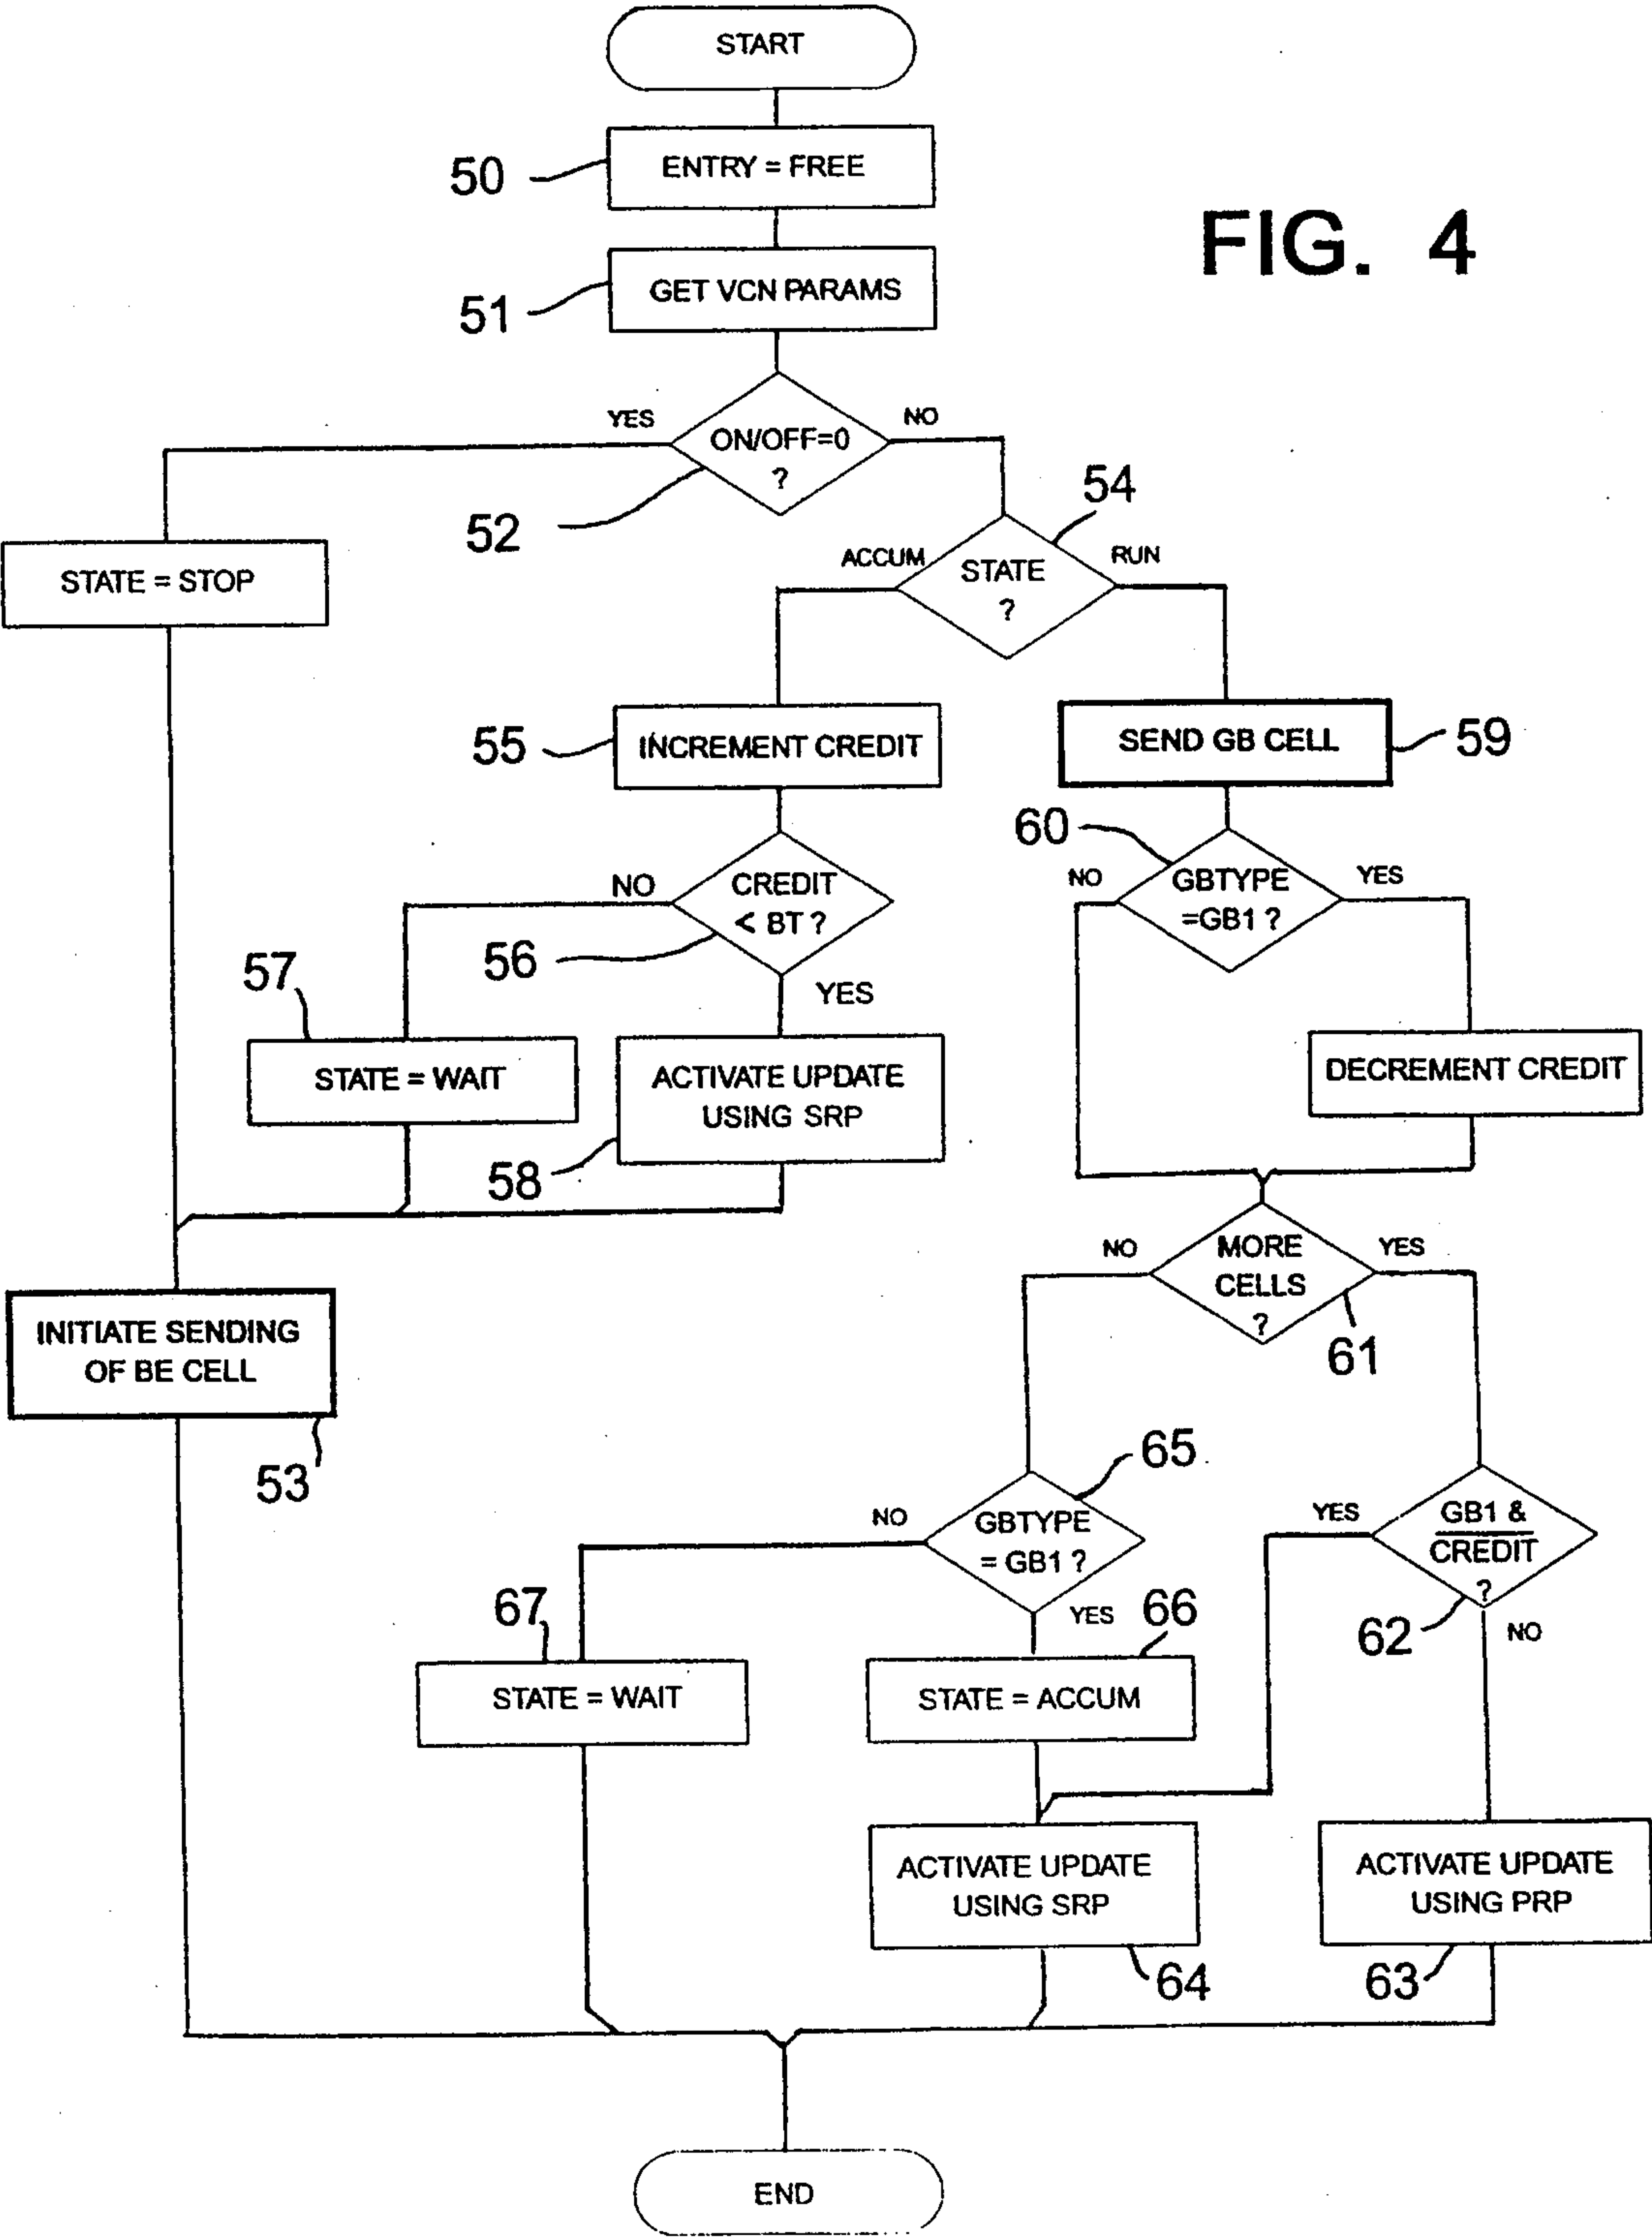 START
50
ENTRY = FREE
FIG. 4
51
GET VCN PARAMS
YES
ON/OFF=0
?
NO
52
54
STATE = STOP
ACCUM
STATE
?
RUN
55
INCREMENT CREDIT
SEND GB CELL
59
60
NO
CREDIT
< BT ?
NO
GBTYPE
=GB1 ?
YES
56
57
YES
STATE = WAIT
ACTIVATE UPDATE
USING SRP
DECREMENT CREDIT
58
NO
MORE
CELLS
?
YES
61
INITIATE SENDING
OF BE CELL
53
65
NO
GBTYPE
= GB1 ?
YES
GB1 &
CREDIT
?
67
YES
66
62
NO
STATE = WAIT
STATE = ACCUM
ACTIVATE UPDATE
USING SRP
ACTIVATE UPDATE
USING PRP
64
63
END